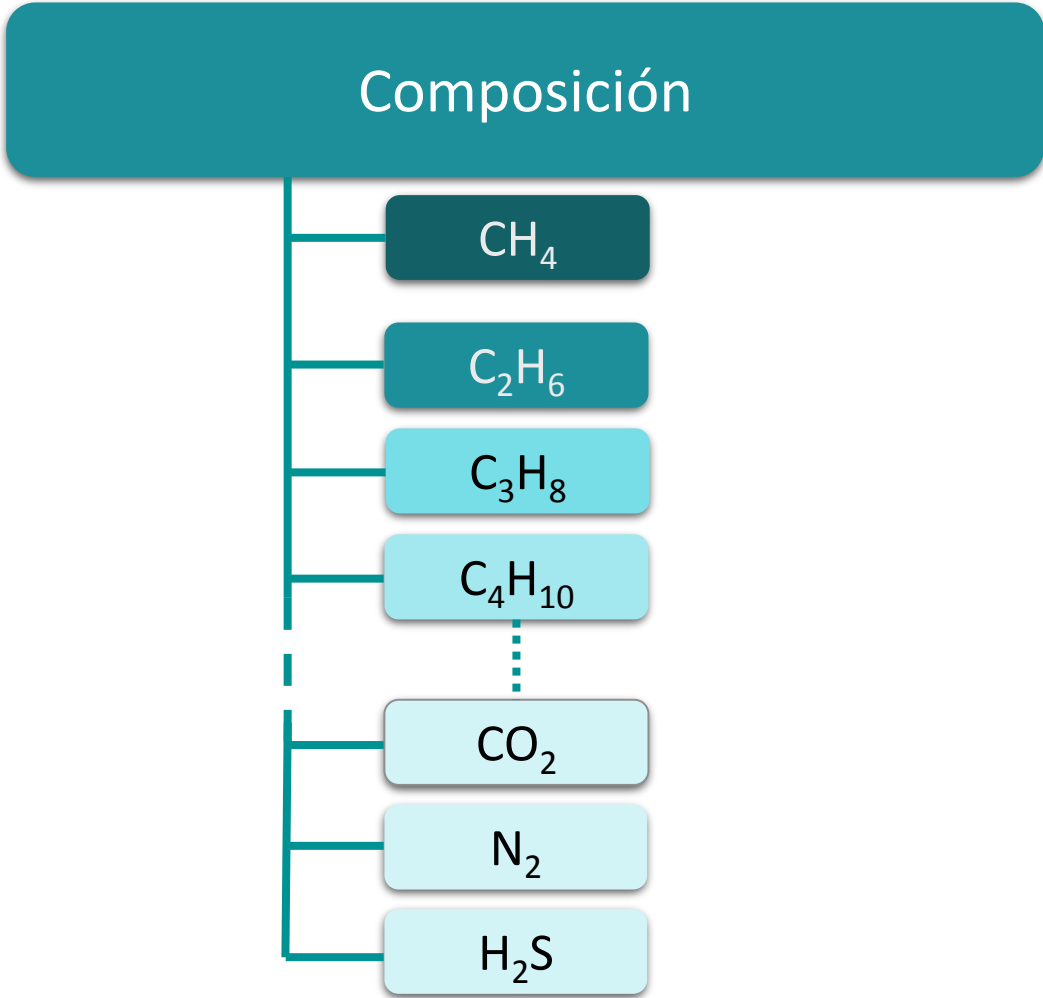 Composición
CH₄
C₂H₆
C₃H₈
C₄H₁₀
CO₂
N₂
H₂S